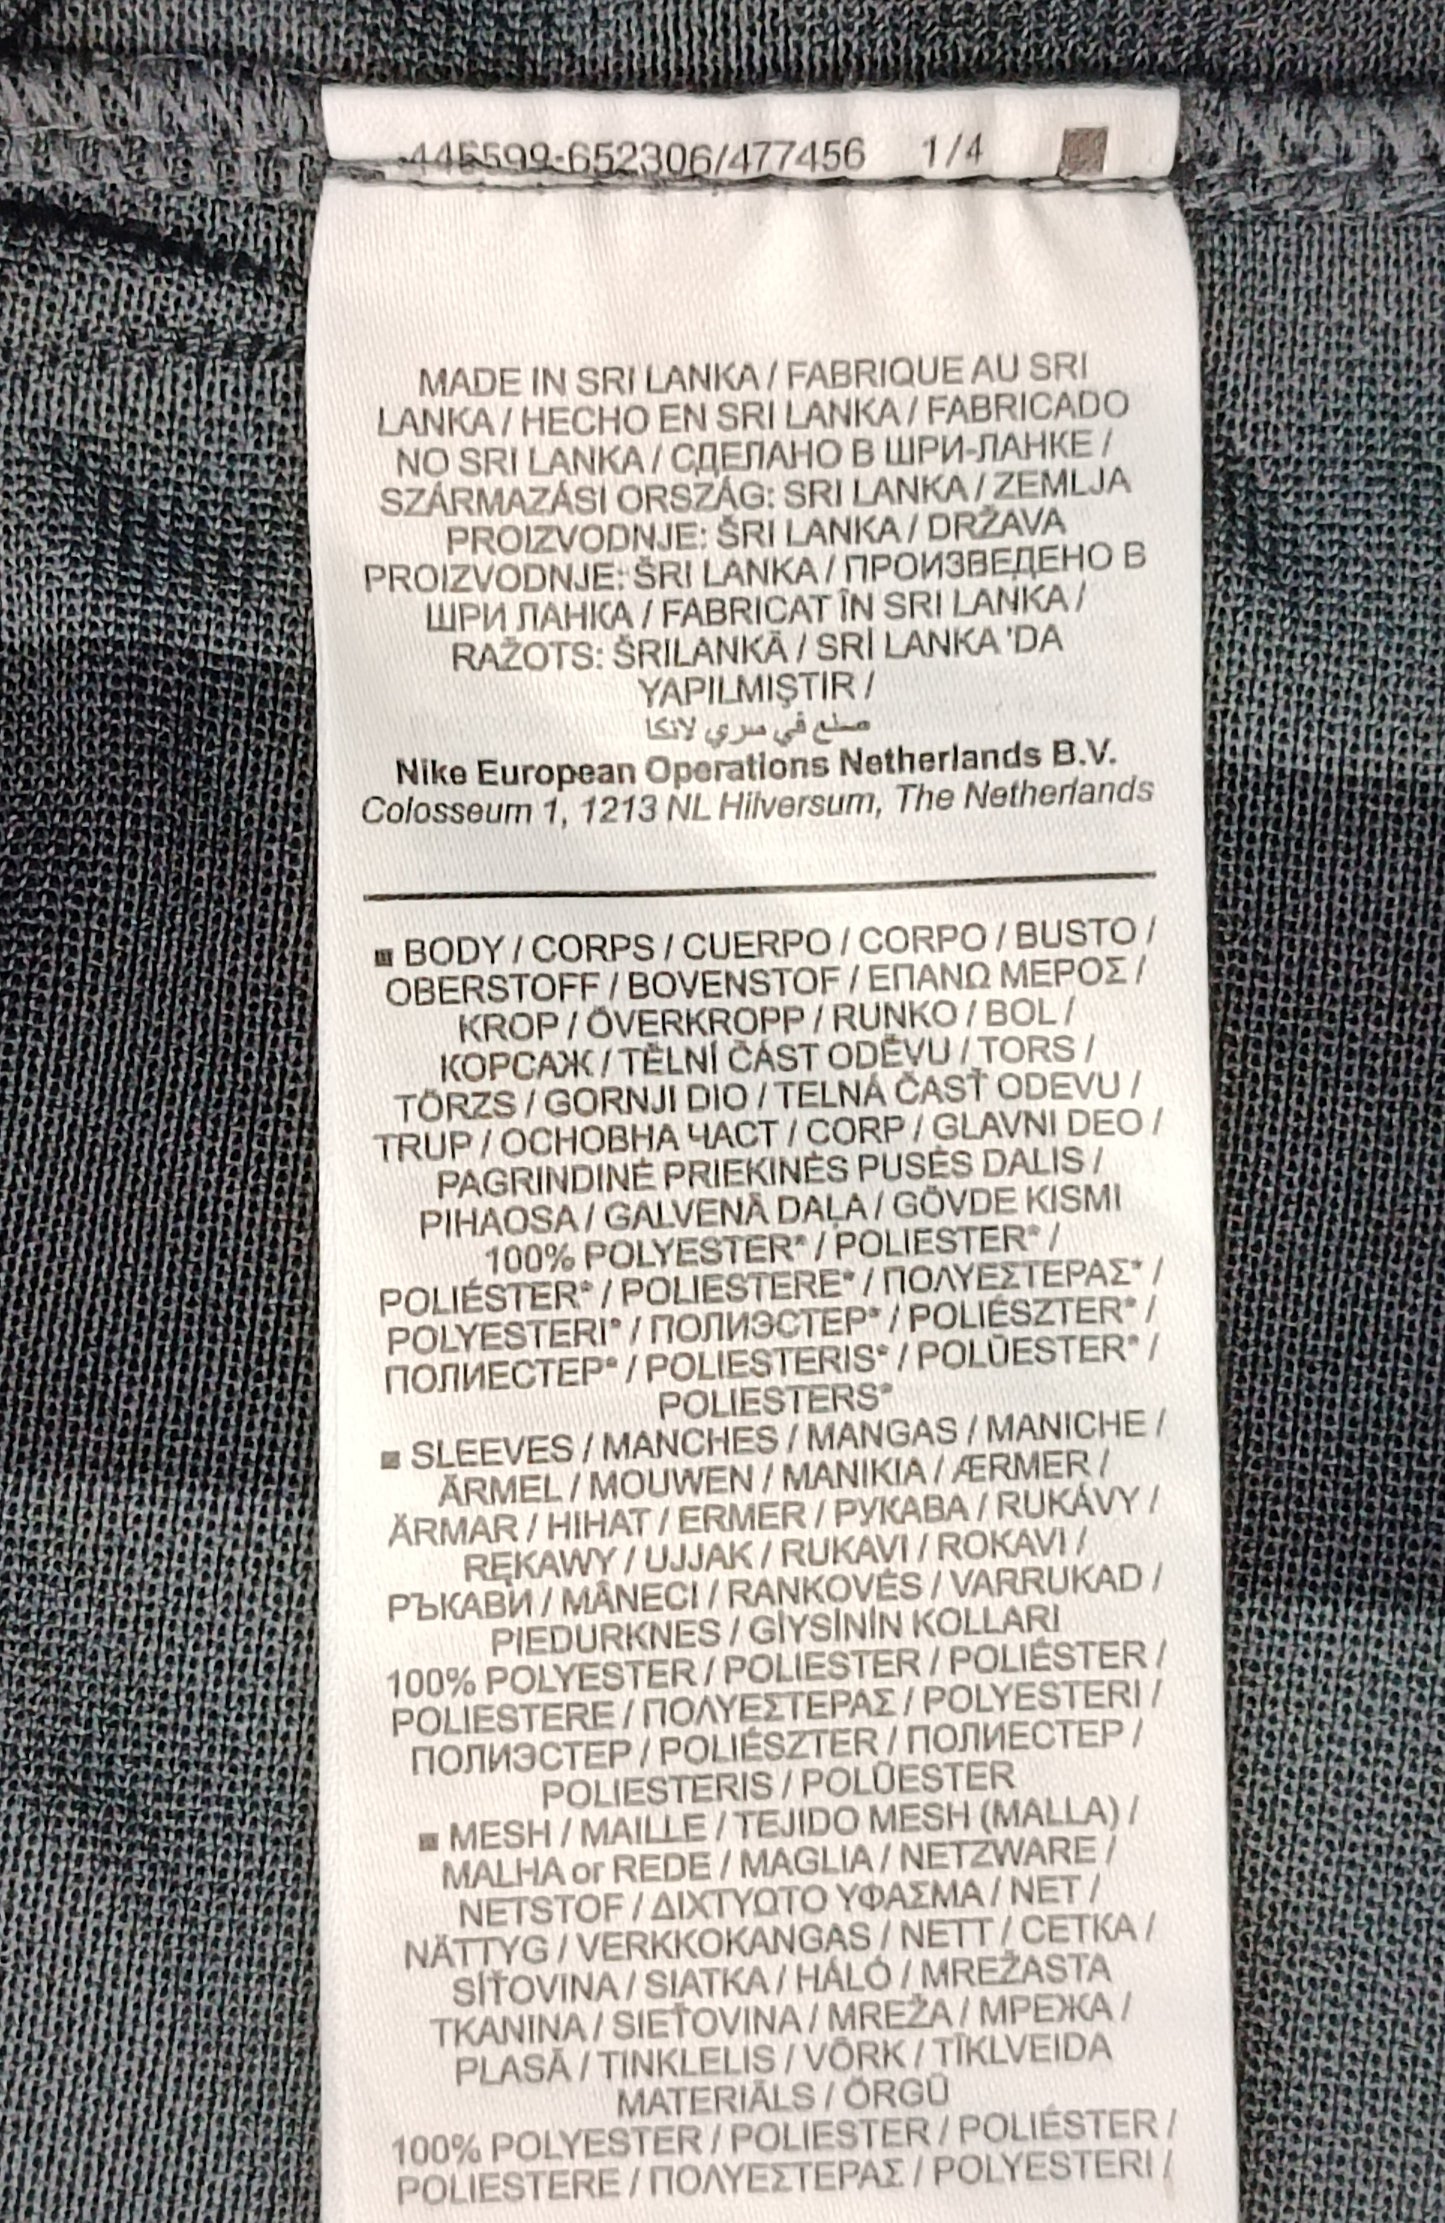 445599-652306/477456 1/4
MADE IN SRI LANKA / FABRIQUE AU SRI
LANKA / HECHO EN SRI LANKA / FABRICADO
NO SRI LANKA / СДЕЛАНО В ШРИ-ЛАНКЕ /
SZÁRMAZÁSI ORSZÁG: SRI LANKA / ZEMLJA
PROIZVODNJE: ŠRI LANKA / DRŽAVA
PROIZVODNJE: ŠRI LANKA / ПРОИЗВЕДЕНО В
ШРИ ЛАНКА / FABRICAT ÎN SRI LANKA /
RAŽOTS: ŠRILANKĀ / SRİ LANKA 'DA
YAPILMIŞTIR /
صنع في سري لانكا
Nike European Operations Netherlands B.V.
Colosseum 1, 1213 NL Hilversum, The Netherlands
BODY / CORPS / CUERPO / CORPO / BUSTO /
OBERSTOFF / BOVENSTOF / ΕΠΑΝΩ ΜΕΡΟΣ /
KROP / ÖVERKROPP / RUNKO / BOL /
КОРСАЖ / TĚLNÍ ČÁST ODĚVU / TORS /
TÖRZS / GORNJI DIO / TELNÁ ČASŤ ODEVU /
TRUP / ОСНОВНА ЧАСТ / CORP / GLAVNI DEO /
PAGRINDINĖ PRIEKINĖS PUSĖS DALIS /
PIHAOSA / GALVENĀ DAĻA / GÖVDE KISMI
100% POLYESTER* / POLIESTER* /
POLIÉSTER* / POLIESTERE* / ΠΟΛΥΕΣΤΕΡΑΣ* /
POLYESTERI* / ПОЛИЭСТЕР* / POLIÉSZTER* /
ПОЛИЕСТЕР* / POLIESTERIS* / POLÜESTER* /
POLIESTERS*
SLEEVES / MANCHES / MANGAS / MANICHE /
ÄRMEL / MOUWEN / MANIKIA / ÆRMER /
ÄRMAR / HIHAT / ERMER / РУКАВА / RUKÁVY /
RĘKAWY / UJJAK / RUKAVI / ROKAVI /
РЪКАВИ / MÂNECI / RANKOVĖS / VARRUKAD /
PIEDURKNES / GİYSİNİN KOLLARI
100% POLYESTER / POLIESTER / POLIÉSTER /
POLIESTERE / ΠΟΛΥΕΣΤΕΡΑΣ / POLYESTERI /
ПОЛИЭСТЕР / POLIÉSZTER / ПОЛИЕСТЕР /
POLIESTERIS / POLÜESTER
MESH / MAILLE / TEJIDO MESH (MALLA) /
MALHA or REDE / MAGLIA / NETZWARE /
NETSTOF / ΔΙΧΤΥΩΤΟ ΥΦΑΣΜΑ / NET /
NÄTTYG / VERKKOKANGAS / NETT / СЕТКА /
SÍŤOVINA / SIATKA / HÁLÓ / MREŽASTA
TKANINA / SIEŤOVINA / MREŽA / МРЕЖА /
PLASĂ / TINKLELIS / VÕRK / TĪKLVEIDA
MATERIĀLS / ÖRGÜ
100% POLYESTER / POLIESTER / POLIÉSTER /
POLIESTERE / ΠΟΛΥΕΣΤΕΡΑΣ / POLYESTERI /